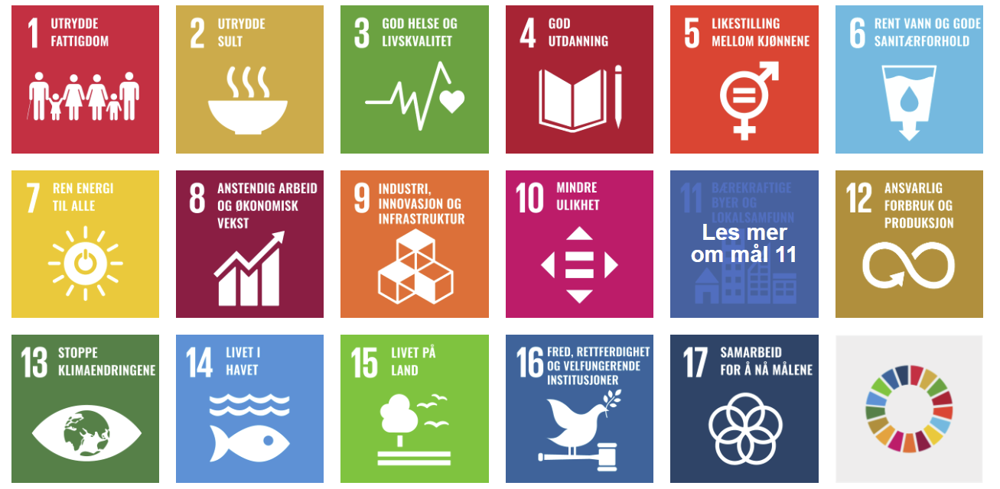 1 UTRYDDE
FATTIGDOM
2 UTRYDDE
SULT
3 GOD HELSE OG
LIVSKVALITET
4 GOD
UTDANNING
5 LIKESTILLING
MELLOM KJØNNENE
6 RENT VANN OG GODE
SANITÆRFORHOLD
7 REN ENERGI
TIL ALLE
8 ANSTENDIG ARBEID
OG ØKONOMISK
VEKST
9 INDUSTRI,
INNOVASJON OG
INFRASTRUKTUR
10 MINDRE
ULIKHET
11 BÆREKRAFTIGE
BYER OG
LOKALSAMFUNN
Les mer
om mål 11
12 ANSVARLIG
FORBRUK OG
PRODUKSJON
13 STOPPE
KLIMAENDRINGENE
14 LIVET I
HAVET
15 LIVET PÅ
LAND
16 FRED, RETTFERDIGHET
OG VELFUNGERENDE
INSTITUSJONER
17 SAMARBEID
FOR Å NÅ MÅLENE